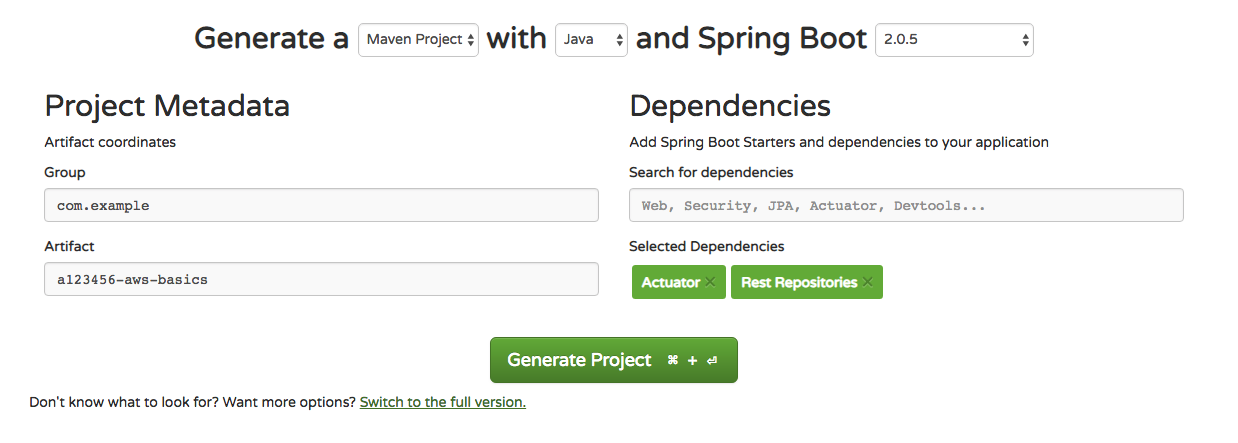 Generate a Maven Project with Java and Spring Boot 2.0.5
Project Metadata
Artifact coordinates
Group
com.example
Artifact
a123456-aws-basics
Dependencies
Add Spring Boot Starters and dependencies to your application
Search for dependencies
Web, Security, JPA, Actuator, Devtools...
Selected Dependencies
Actuator × Rest Repositories ×
Generate Project ⌘ + ⏎
Don't know what to look for? Want more options? Switch to the full version.